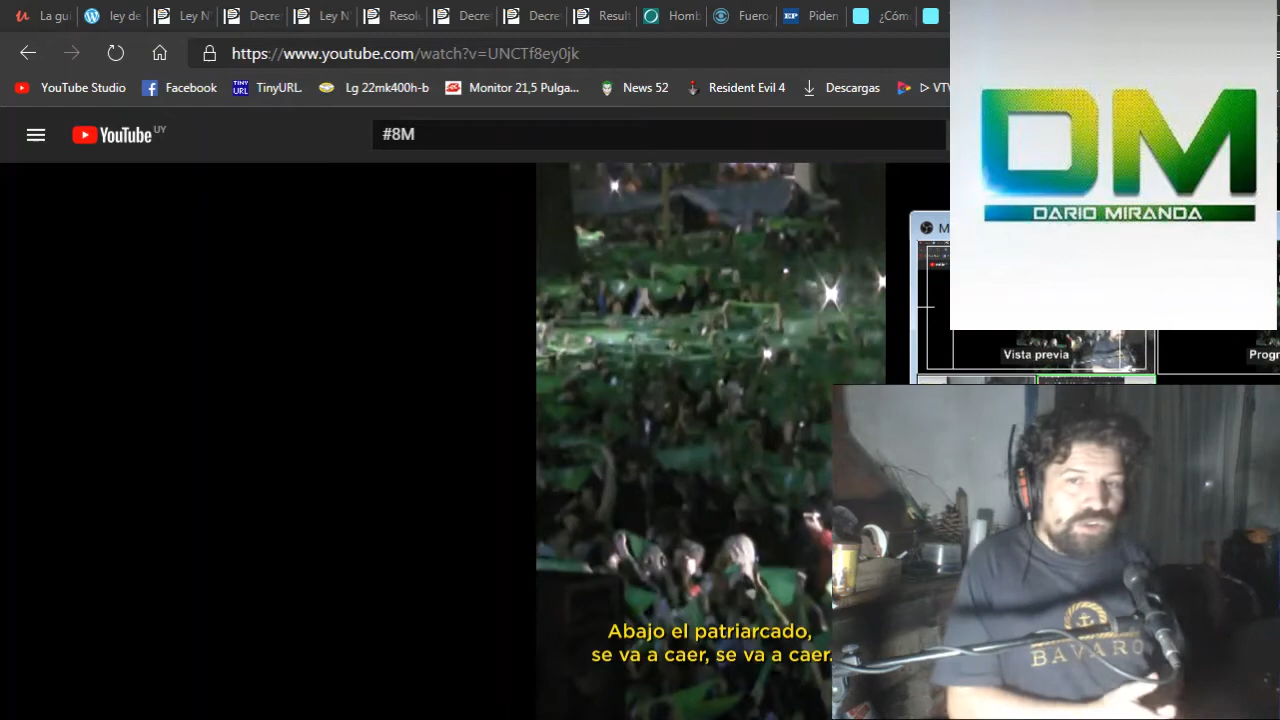 La gu
ley de
Ley N
Decre
Ley N
Resol
Decre
Decre
Result
Homb
Fuero
EP
Piden
¿Cóm
https://www.youtube.com/watch?v=UNCTf8ey0jk
YouTube Studio
Facebook
TINY URL
TinyURL
Lg 22mk400h-b
Monitor 21,5 Pulga...
News 52
Resident Evil 4
Descargas
VTV
YouTube UY
#8M
DM
DARIO MIRANDA
M
Vista previa
Progr
Abajo el patriarcado,
se va a caer, se va a caer.
BAVARO